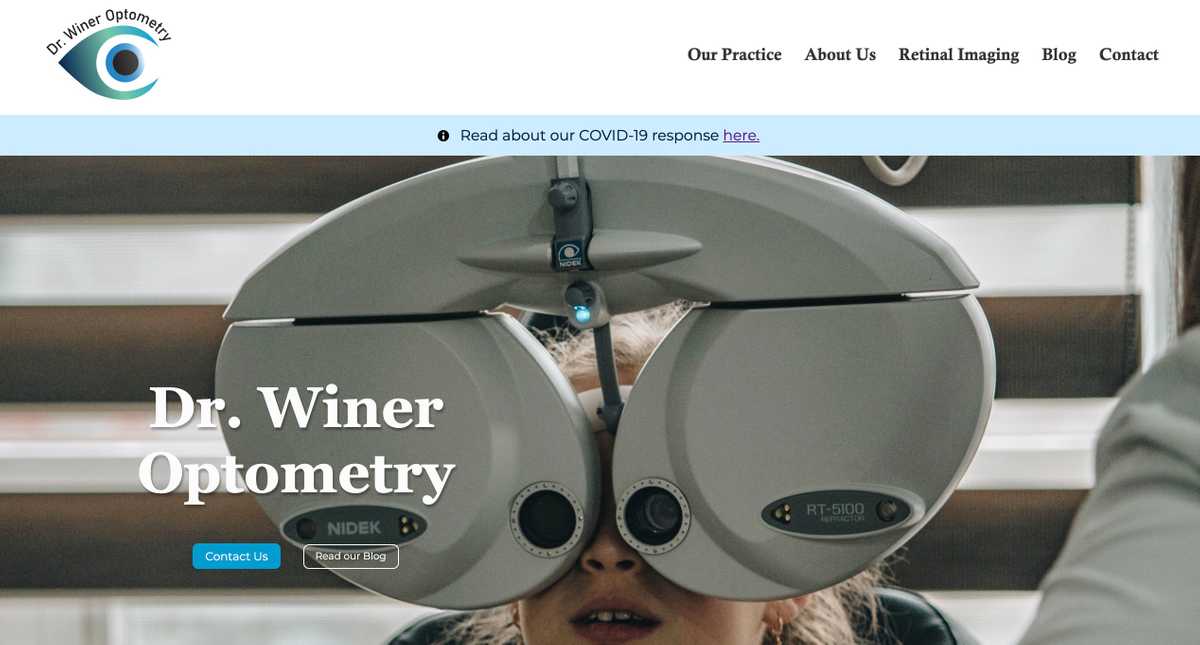 Dr. Winer Optometry
Our Practice About Us Retinal Imaging Blog Contact
Read about our COVID-19 response here.
NIDEK
Dr. Winer
Optometry
NIDEK
RT-5100
REFRACTOR
Contact Us Read our Blog